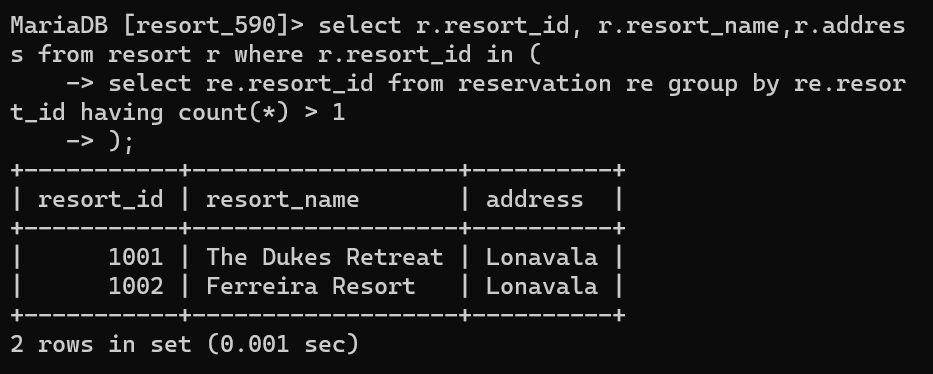 MariaDB [resort_590]> select r.resort_id, r.resort_name,r.addres
s from resort r where r.resort_id in (
    -> select re.resort_id from reservation re group by re.resor
t_id having count(*) > 1
    -> );
+-----------+------------------+----------+
| resort_id | resort_name      | address  |
+-----------+------------------+----------+
|      1001 | The Dukes Retreat | Lonavala |
|      1002 | Ferreira Resort   | Lonavala |
+-----------+------------------+----------+
2 rows in set (0.001 sec)